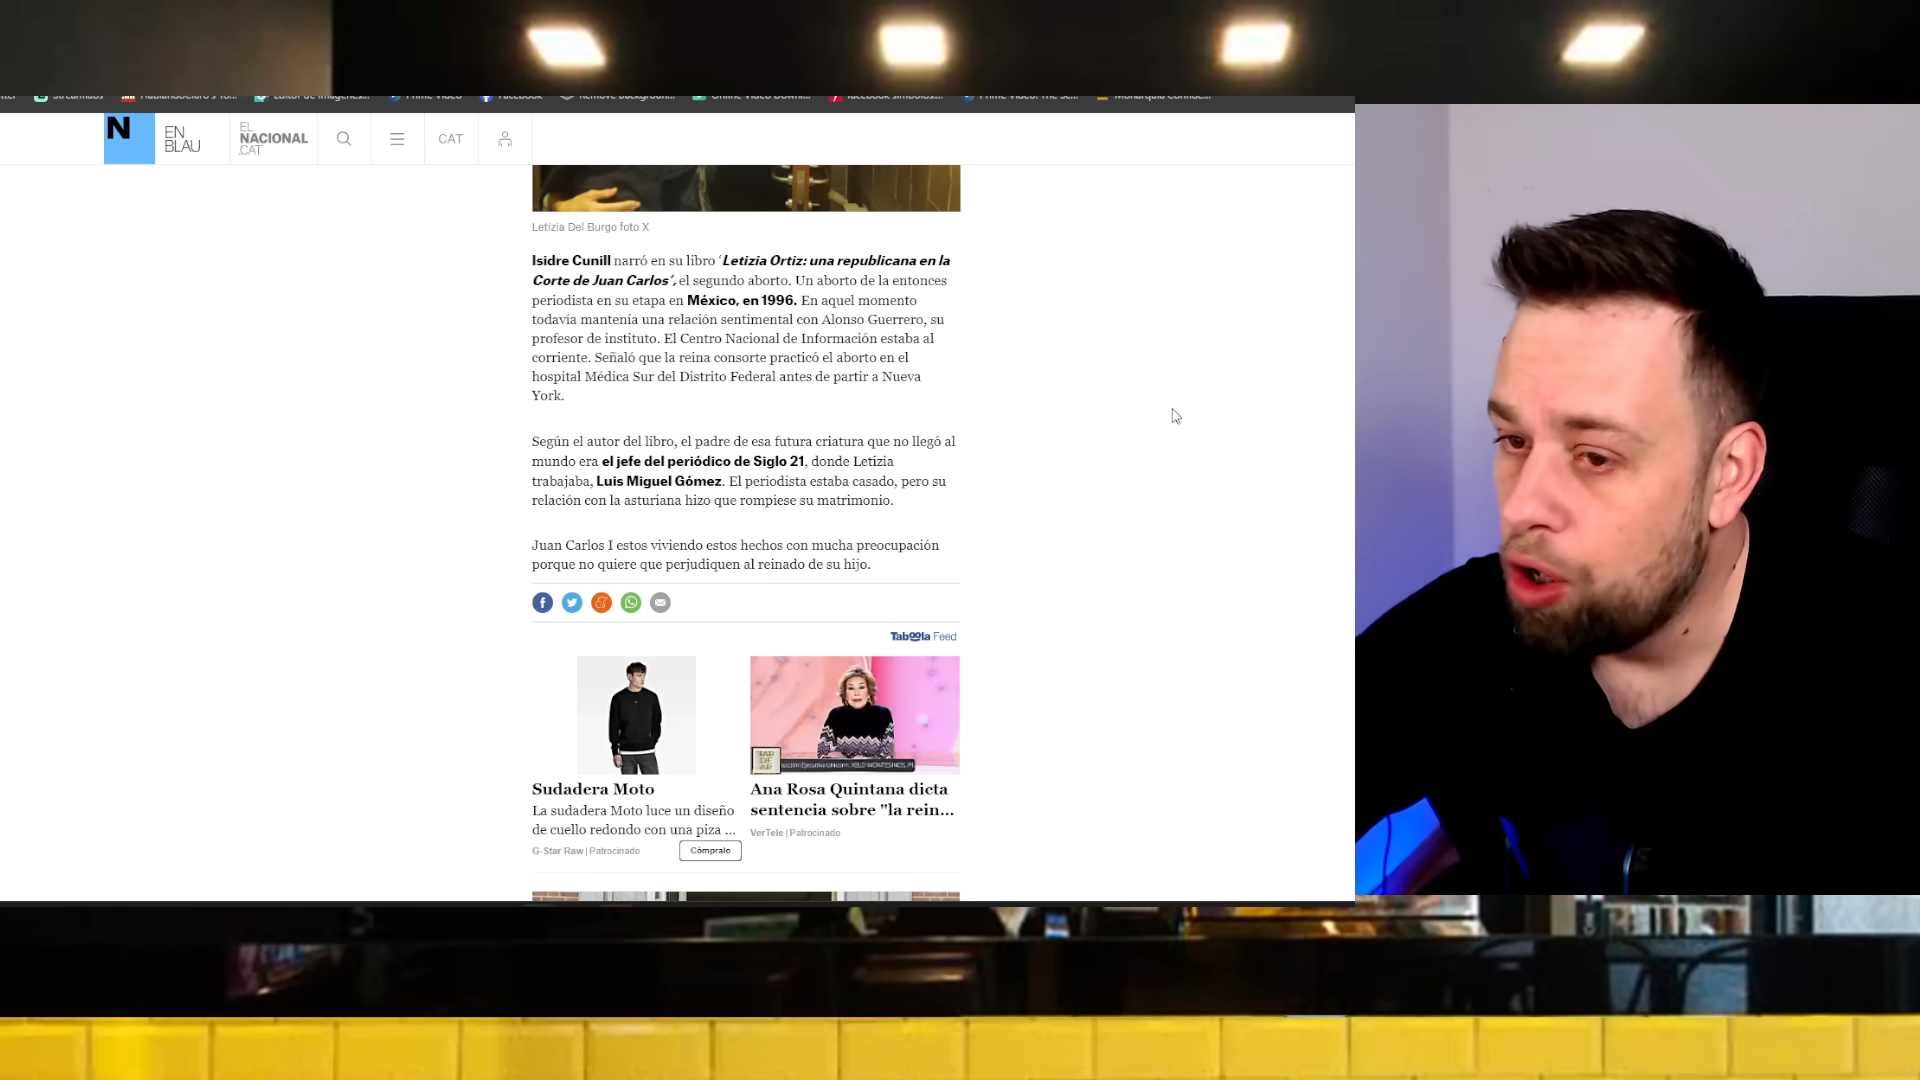 Streamlabs
Prime Video
Facebook
N
EN
BLAU
EL
NACIONAL
.CAT
CAT
Letizia Del Burgo foto X
Isidre Cunill narró en su libro ‘Letizia Ortiz: una republicana en la
Corte de Juan Carlos’, el segundo aborto. Un aborto de la entonces
periodista en su etapa en México, en 1996. En aquel momento
todavía mantenía una relación sentimental con Alonso Guerrero, su
profesor de instituto. El Centro Nacional de Información estaba al
corriente. Señaló que la reina consorte practicó el aborto en el
hospital Médica Sur del Distrito Federal antes de partir a Nueva
York.
Según el autor del libro, el padre de esa futura criatura que no llegó al
mundo era el jefe del periódico de Siglo 21, donde Letizia
trabajaba, Luis Miguel Gómez. El periodista estaba casado, pero su
relación con la asturiana hizo que rompiese su matrimonio.
Juan Carlos I estos viviendo estos hechos con mucha preocupación
porque no quiere que perjudiquen al reinado de su hijo.
Taboola Feed
TAR
DE
AR
Sudadera Moto
La sudadera Moto luce un diseño
de cuello redondo con una piza ...
G-Star Raw | Patrocinado
Cómpralo
Ana Rosa Quintana dicta
sentencia sobre "la rein...
VerTele | Patrocinado